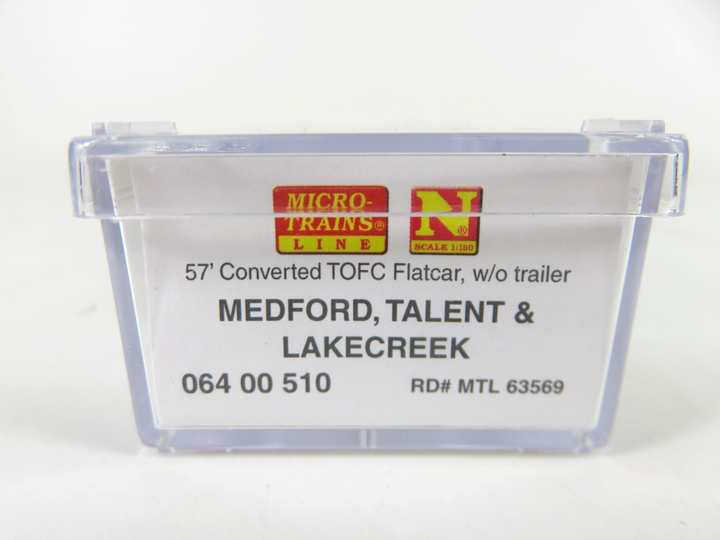 MICRO-
TRAINS®
LINE
N®
SCALE 1:160
57' Converted TOFC Flatcar, w/o trailer
MEDFORD, TALENT &
LAKECREEK
064 00 510
RD# MTL 63569